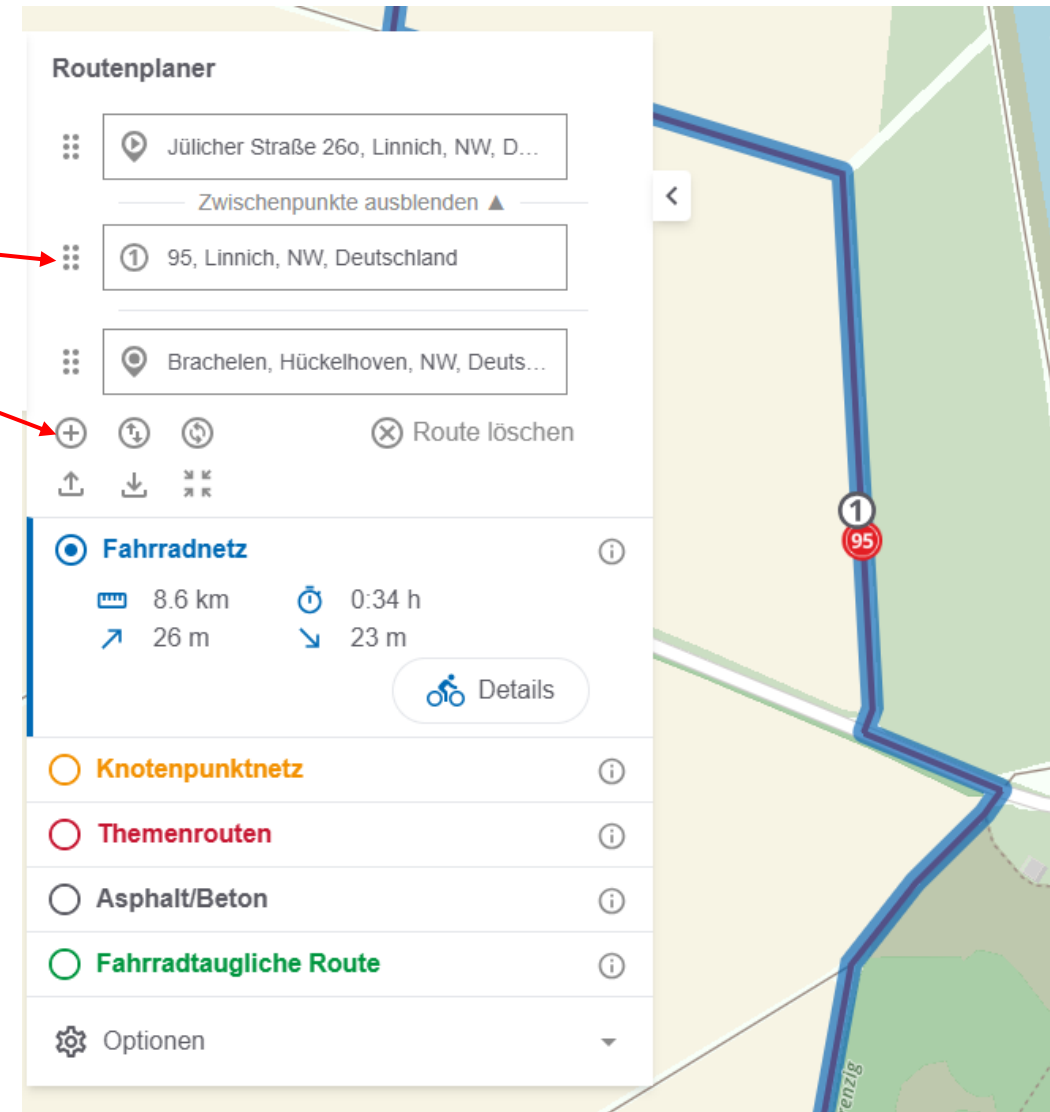 Routenplaner
Jülicher Straße 26o, Linnich, NW, D...
Zwischenpunkte ausblenden ▲
1 95, Linnich, NW, Deutschland
Brachelen, Hückelhoven, NW, Deuts...
Route löschen
Fahrradnetz
8.6 km 0:34 h
26 m 23 m
Details
Knotenpunktnetz
Themenrouten
Asphalt/Beton
Fahrradtaugliche Route
Optionen
1
95